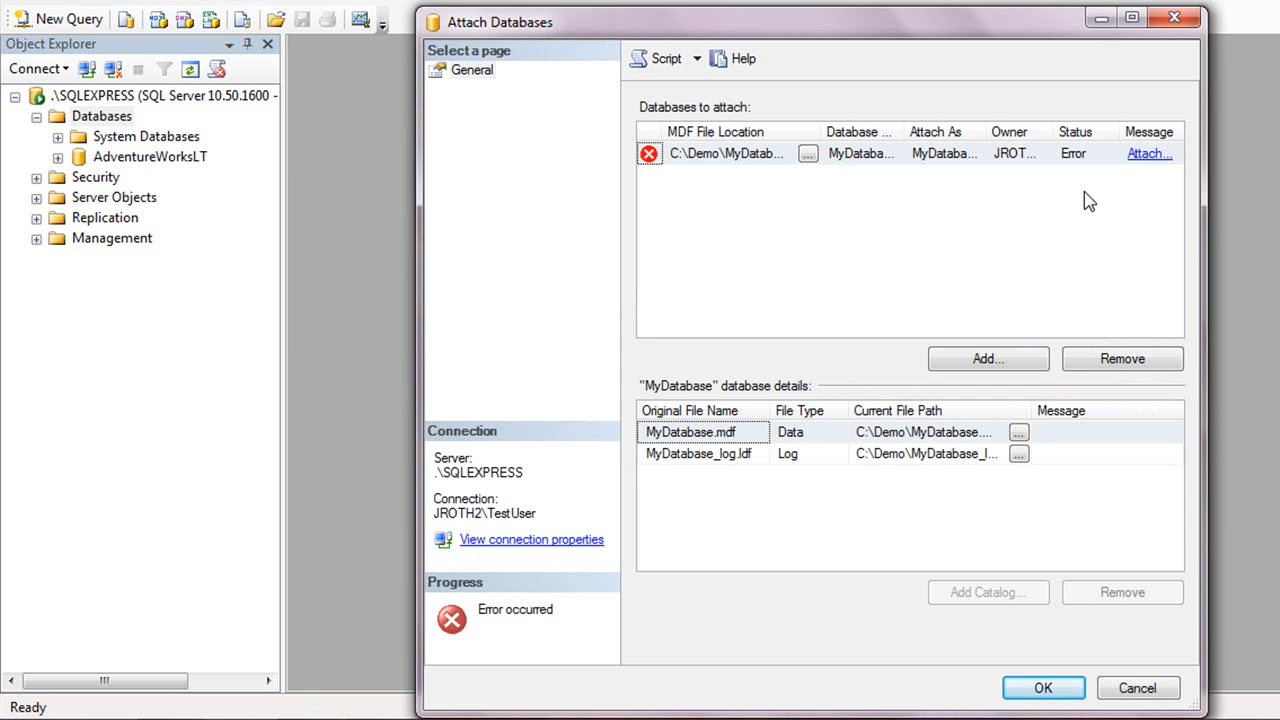 New Query
Object Explorer
Connect
.\SQLEXPRESS (SQL Server 10.50.1600 -
Databases
System Databases
AdventureWorksLT
Security
Server Objects
Replication
Management
Ready
Attach Databases
Select a page
General
Script
Help
Databases to attach:
MDF File Location Database ... Attach As Owner Status Message
C:\Demo\MyDatab... ... MyDataba... MyDataba... JROT... Error Attach...
Add... Remove
"MyDatabase" database details:
Original File Name File Type Current File Path Message
MyDatabase.mdf Data C:\Demo\MyDatabase.... ...
MyDatabase_log.ldf Log C:\Demo\MyDatabase_l... ...
Add Catalog... Remove
Connection
Server:
.\SQLEXPRESS
Connection:
JROTH2\TestUser
View connection properties
Progress
Error occurred
OK Cancel